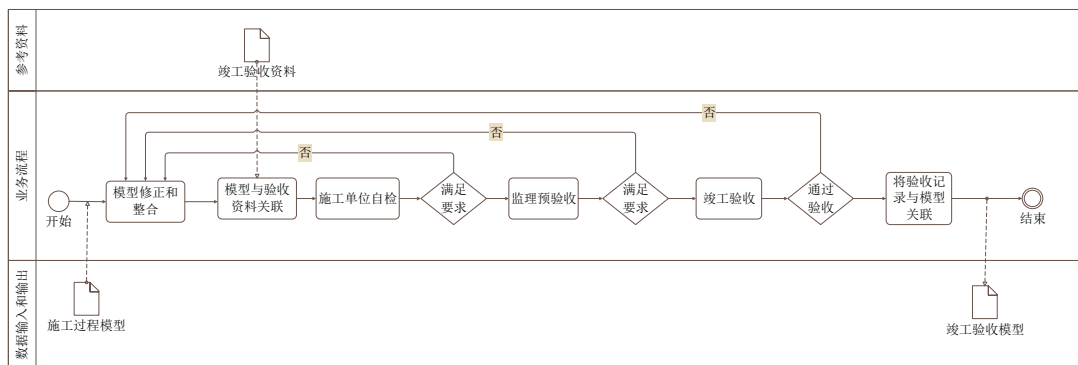 参考资料
竣工验收资料
业务流程
否
否
否
开始
模型修正和
整合
模型与验收
资料关联
施工单位自检
满足
要求
监理预验收
满足
要求
竣工验收
通过
验收
将验收记
录与模型
关联
结束
数据输入和输出
施工过程模型
竣工验收模型